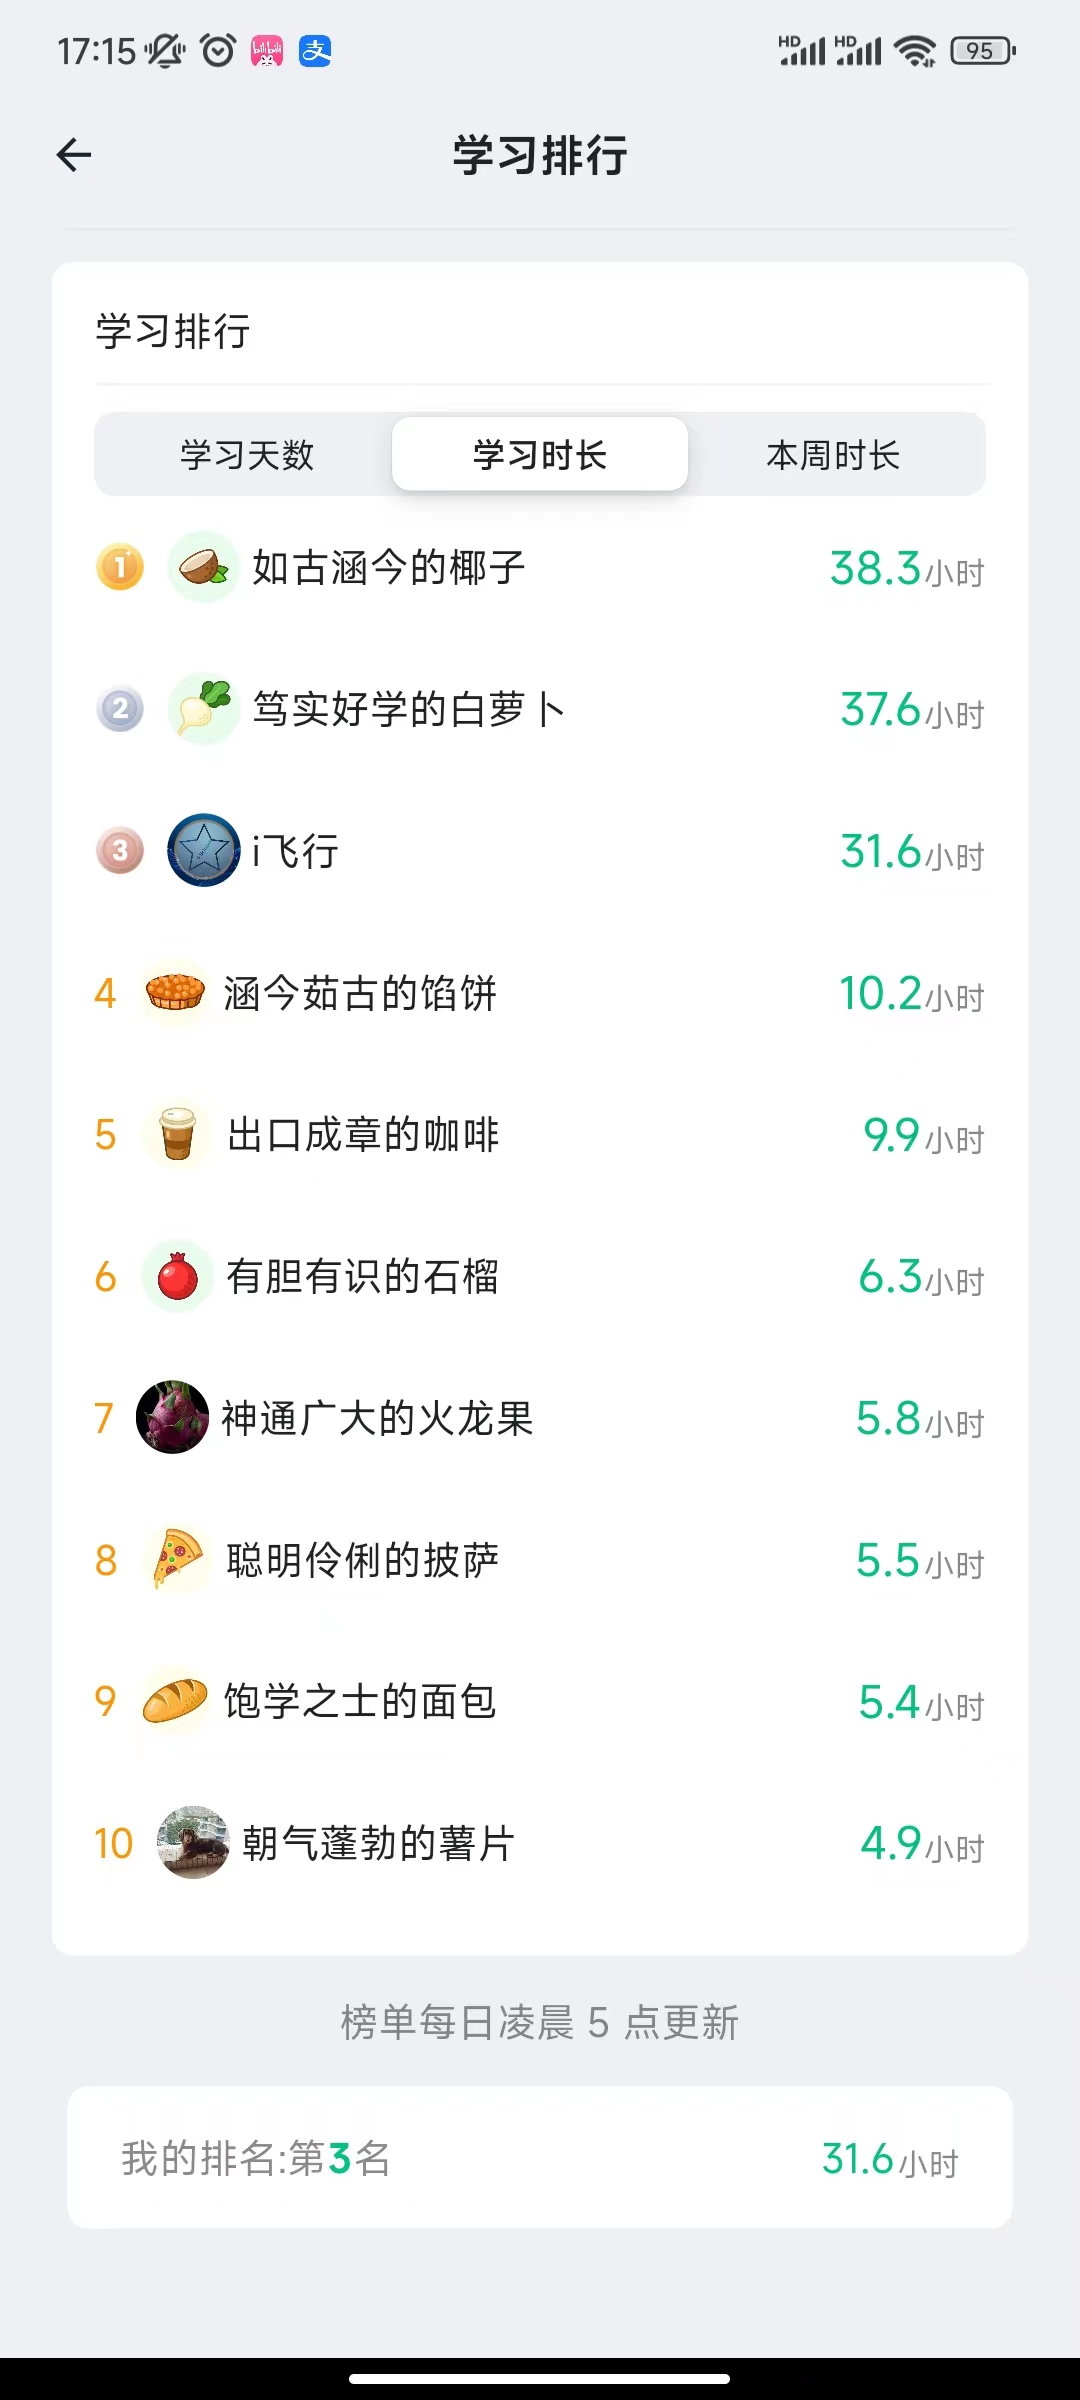 17:15 HD HD 95
学习排行
学习排行
学习天数 学习时长 本周时长
1 如古涵今的椰子 38.3小时
2 笃实好学的白萝卜 37.6小时
3 i飞行 31.6小时
4 涵今茹古的馅饼 10.2小时
5 出口成章的咖啡 9.9小时
6 有胆有识的石榴 6.3小时
7 神通广大的火龙果 5.8小时
8 聪明伶俐的披萨 5.5小时
9 饱学之士的面包 5.4小时
10 朝气蓬勃的薯片 4.9小时
榜单每日凌晨 5 点更新
我的排名:第3名 31.6小时